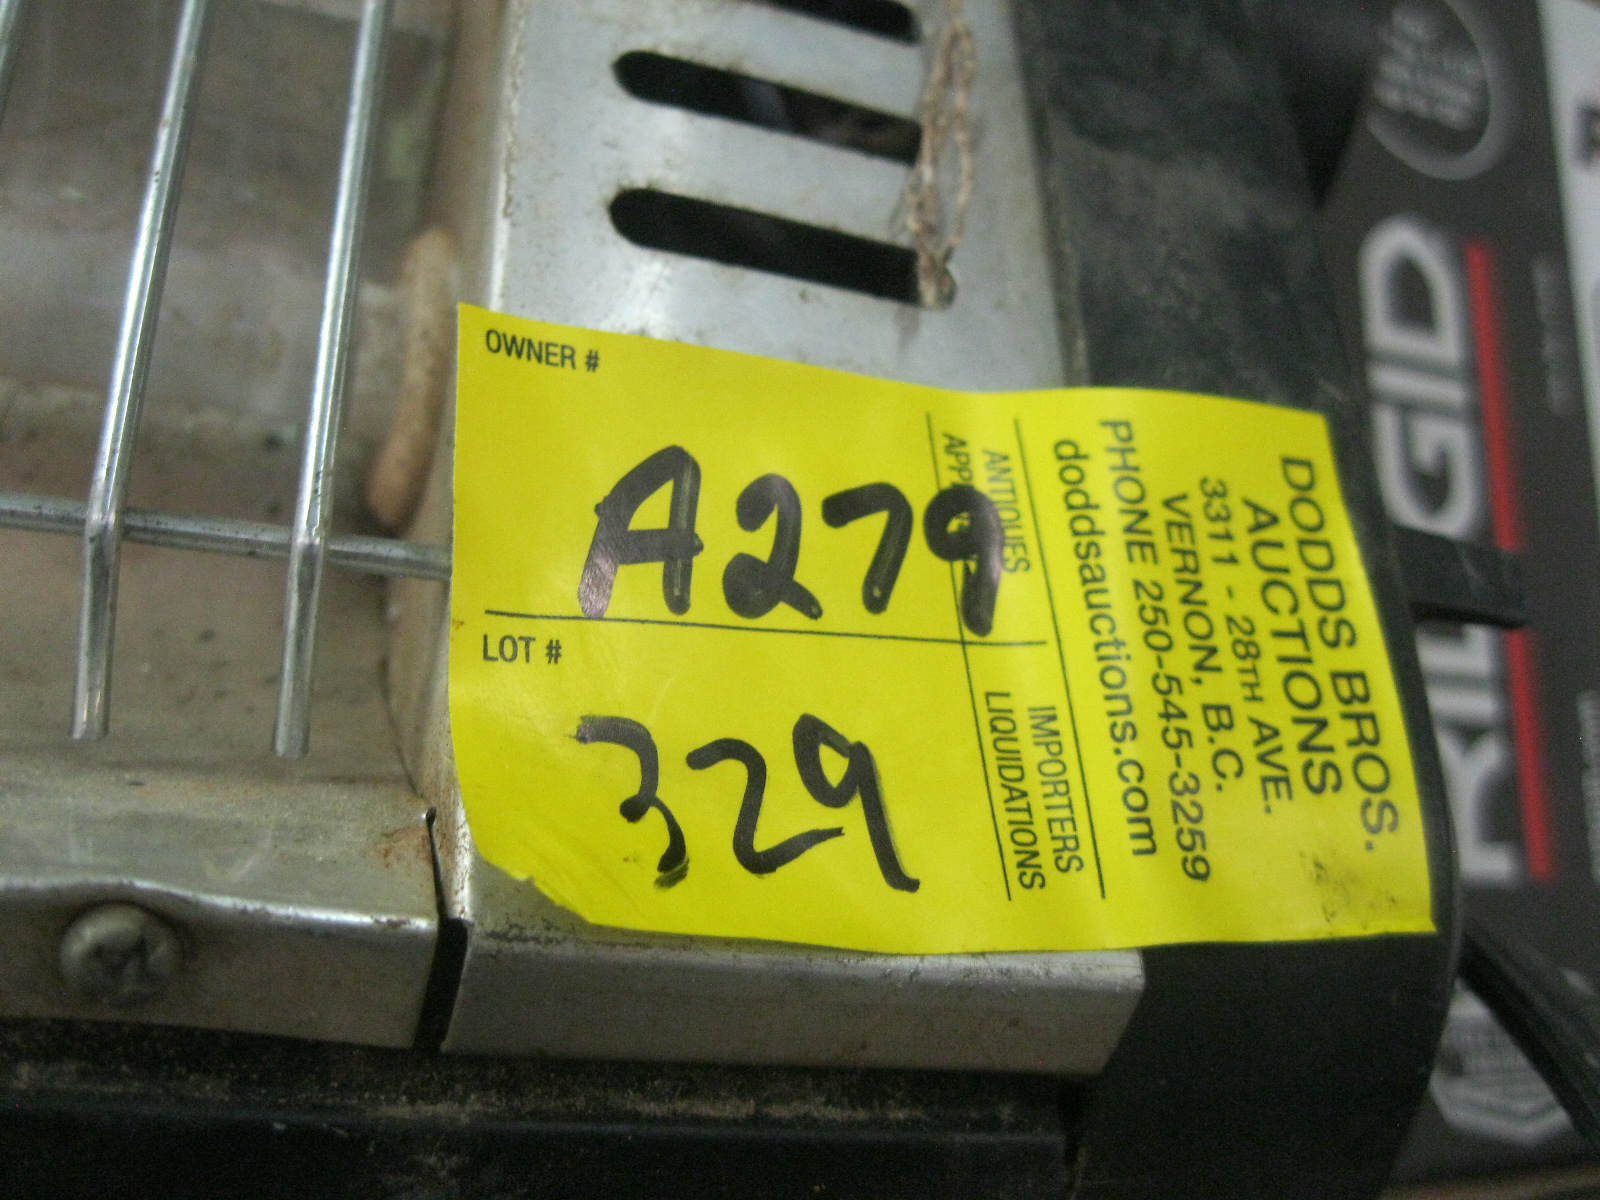 OWNER #
A279
LOT #
329
ANTIQUES
IMPORTERS
LIQUIDATIONS
DODDS BROS.
AUCTIONS
3311 - 28TH AVE.
VERNON, B.C.
PHONE 250-545-3259
doddsauctions.com
RIDGID